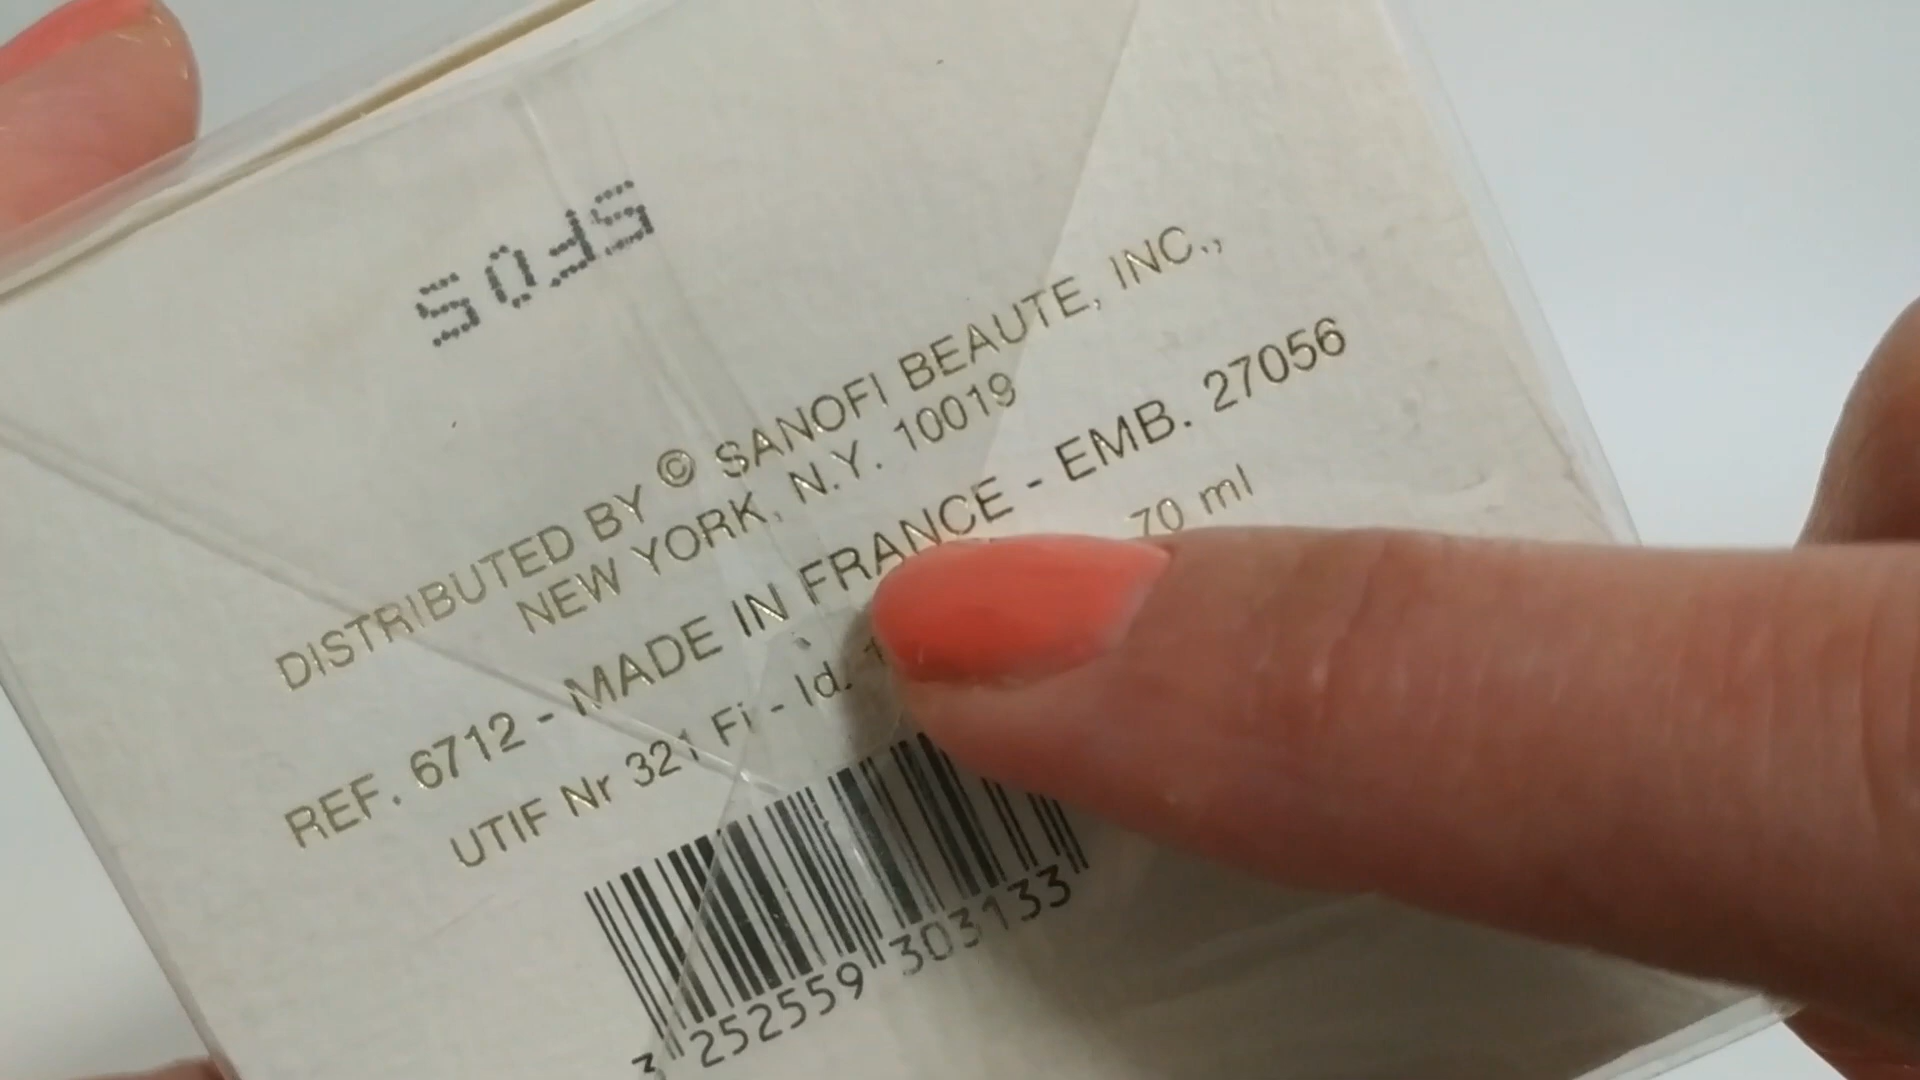 5F05
DISTRIBUTED BY © SANOFI BEAUTE, INC.,
NEW YORK, N.Y. 10019
REF. 6712 - MADE IN FRANCE - EMB. 27056
UTIF Nr 321 Fi - Id. 70 ml
3 252559 303133